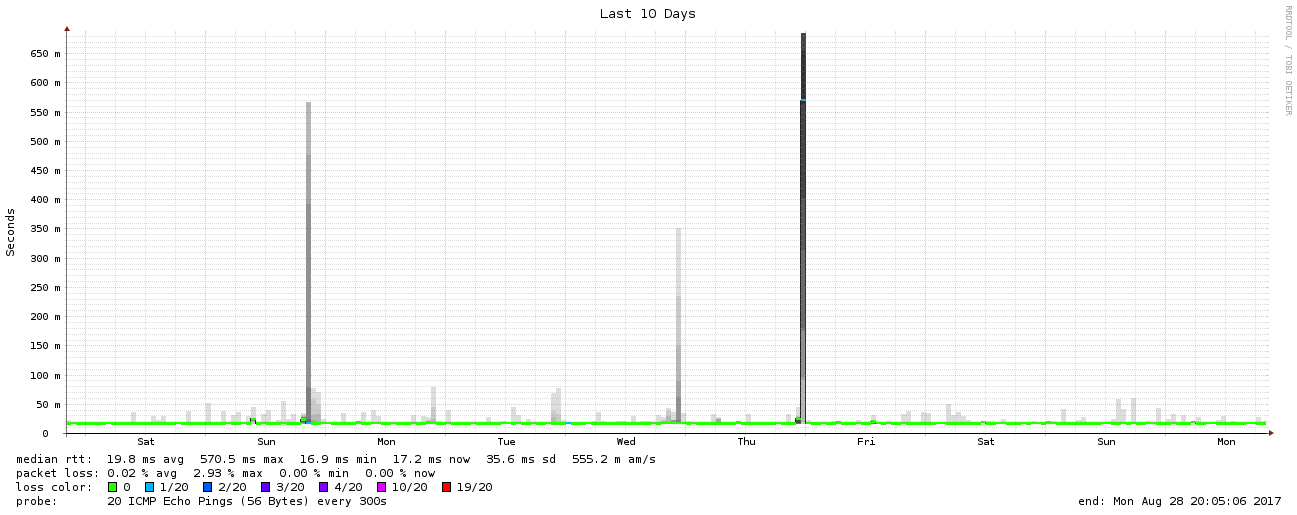 Last 10 Days
RRDTOOL / TOBI OETIKER
Seconds
650 m
600 m
550 m
500 m
450 m
400 m
350 m
300 m
250 m
200 m
150 m
100 m
50 m
0
Sat Sun Mon Tue Wed Thu Fri Sat Sun Mon
median rtt: 19.8 ms avg 570.5 ms max 16.9 ms min 17.2 ms now 35.6 ms sd 555.2 m am/s
packet loss: 0.02 % avg 2.93 % max 0.00 % min 0.00 % now
loss color: 0 1/20 2/20 3/20 4/20 10/20 19/20
probe: 20 ICMP Echo Pings (56 Bytes) every 300s end: Mon Aug 28 20:05:06 2017